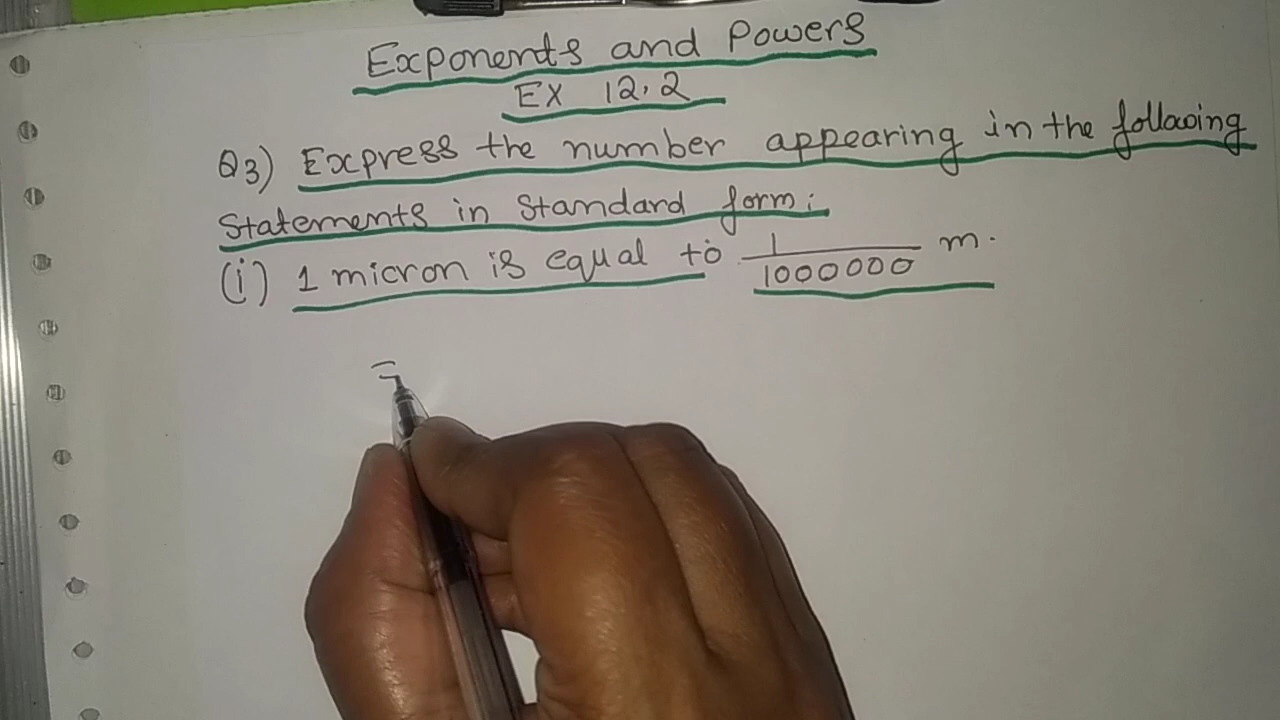 Exponents and Powers
EX 12.2
Q3) Express the number appearing in the following
Statements in Standard form:
(i) 1 micron is equal to 1/1000000 m.
=